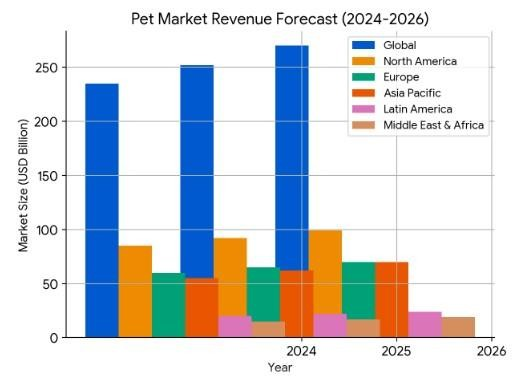 Pet Market Revenue Forecast (2024-2026)
Global
North America
Europe
Asia Pacific
Latin America
Middle East & Africa
Market Size (USD Billion)
250
200
150
100
50
0
2024 2025 2026
Year